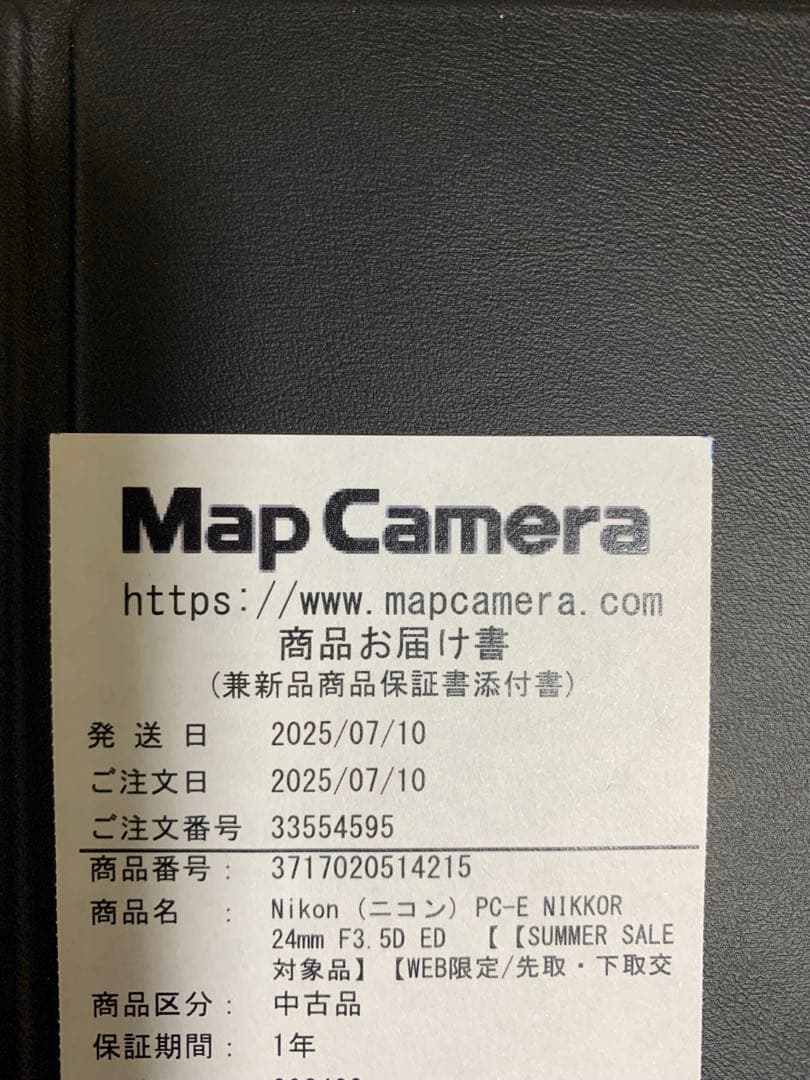 Map Camera
https://www.mapcamera.com
商品お届け書
(兼新品商品保証書添付書)
発 送 日 2025/07/10
ご注文日 2025/07/10
ご注文番号 33554595
商品番号: 3717020514215
商品名 : Nikon (ニコン) PC-E NIKKOR
24mm F3.5D ED 【【SUMMER SALE
対象品】【WEB限定/先取・下取交
商品区分: 中古品
保証期間: 1年